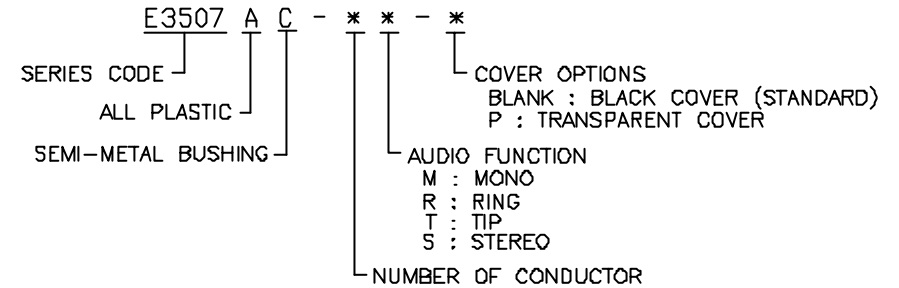 E3507 A C - * * - *
SERIES CODE
COVER OPTIONS
BLANK : BLACK COVER (STANDARD)
ALL PLASTIC
P : TRANSPARENT COVER
SEMI-METAL BUSHING
AUDIO FUNCTION
M : MONO
R : RING
T : TIP
S : STEREO
NUMBER OF CONDUCTOR